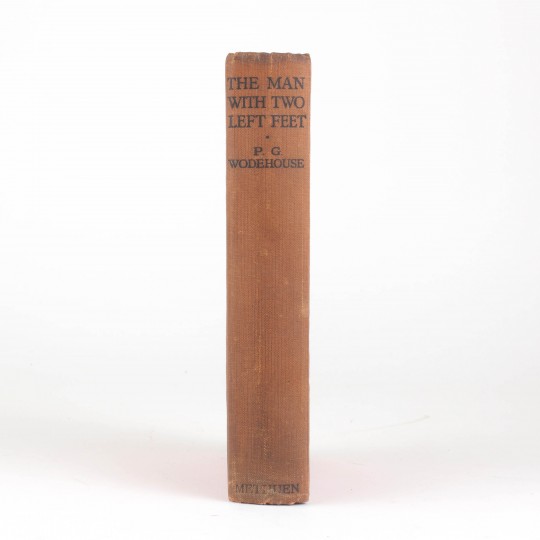 THE MAN
WITH TWO
LEFT FEET
P. G.
WODEHOUSE
METHUEN